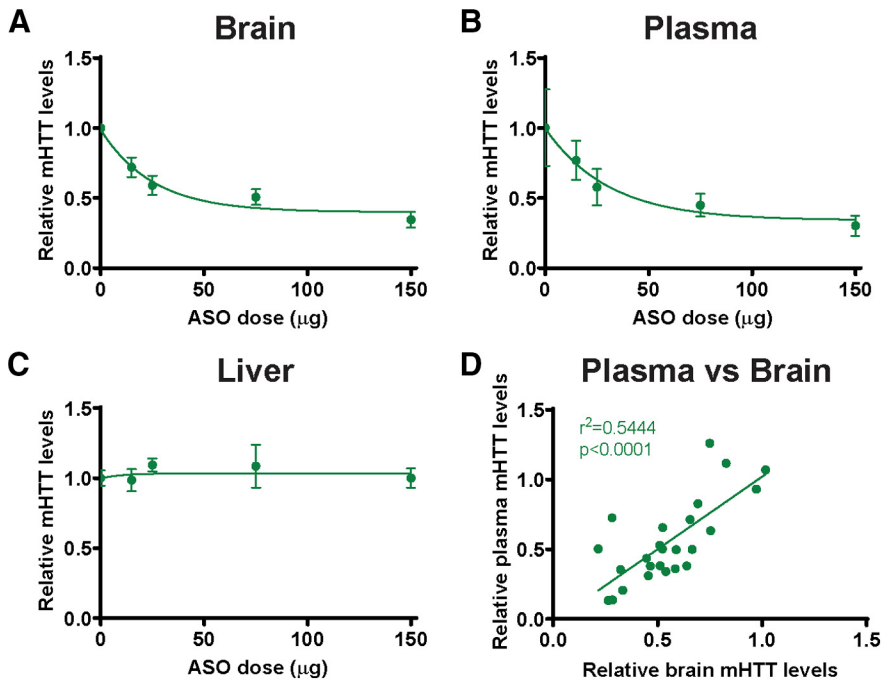 A
Brain
Relative mHTT levels
1.5
1.0
0.5
0.0
0
50
100
150
ASO dose (μg)
B
Plasma
Relative mHTT levels
1.5
1.0
0.5
0.0
0
50
100
150
ASO dose (μg)
C
Liver
Relative mHTT levels
1.5
1.0
0.5
0.0
0
50
100
150
ASO dose (μg)
D
Plasma vs Brain
Relative plasma mHTT levels
1.5
1.0
0.5
0.0
r²=0.5444
p<0.0001
0.0
0.5
1.0
1.5
Relative brain mHTT levels